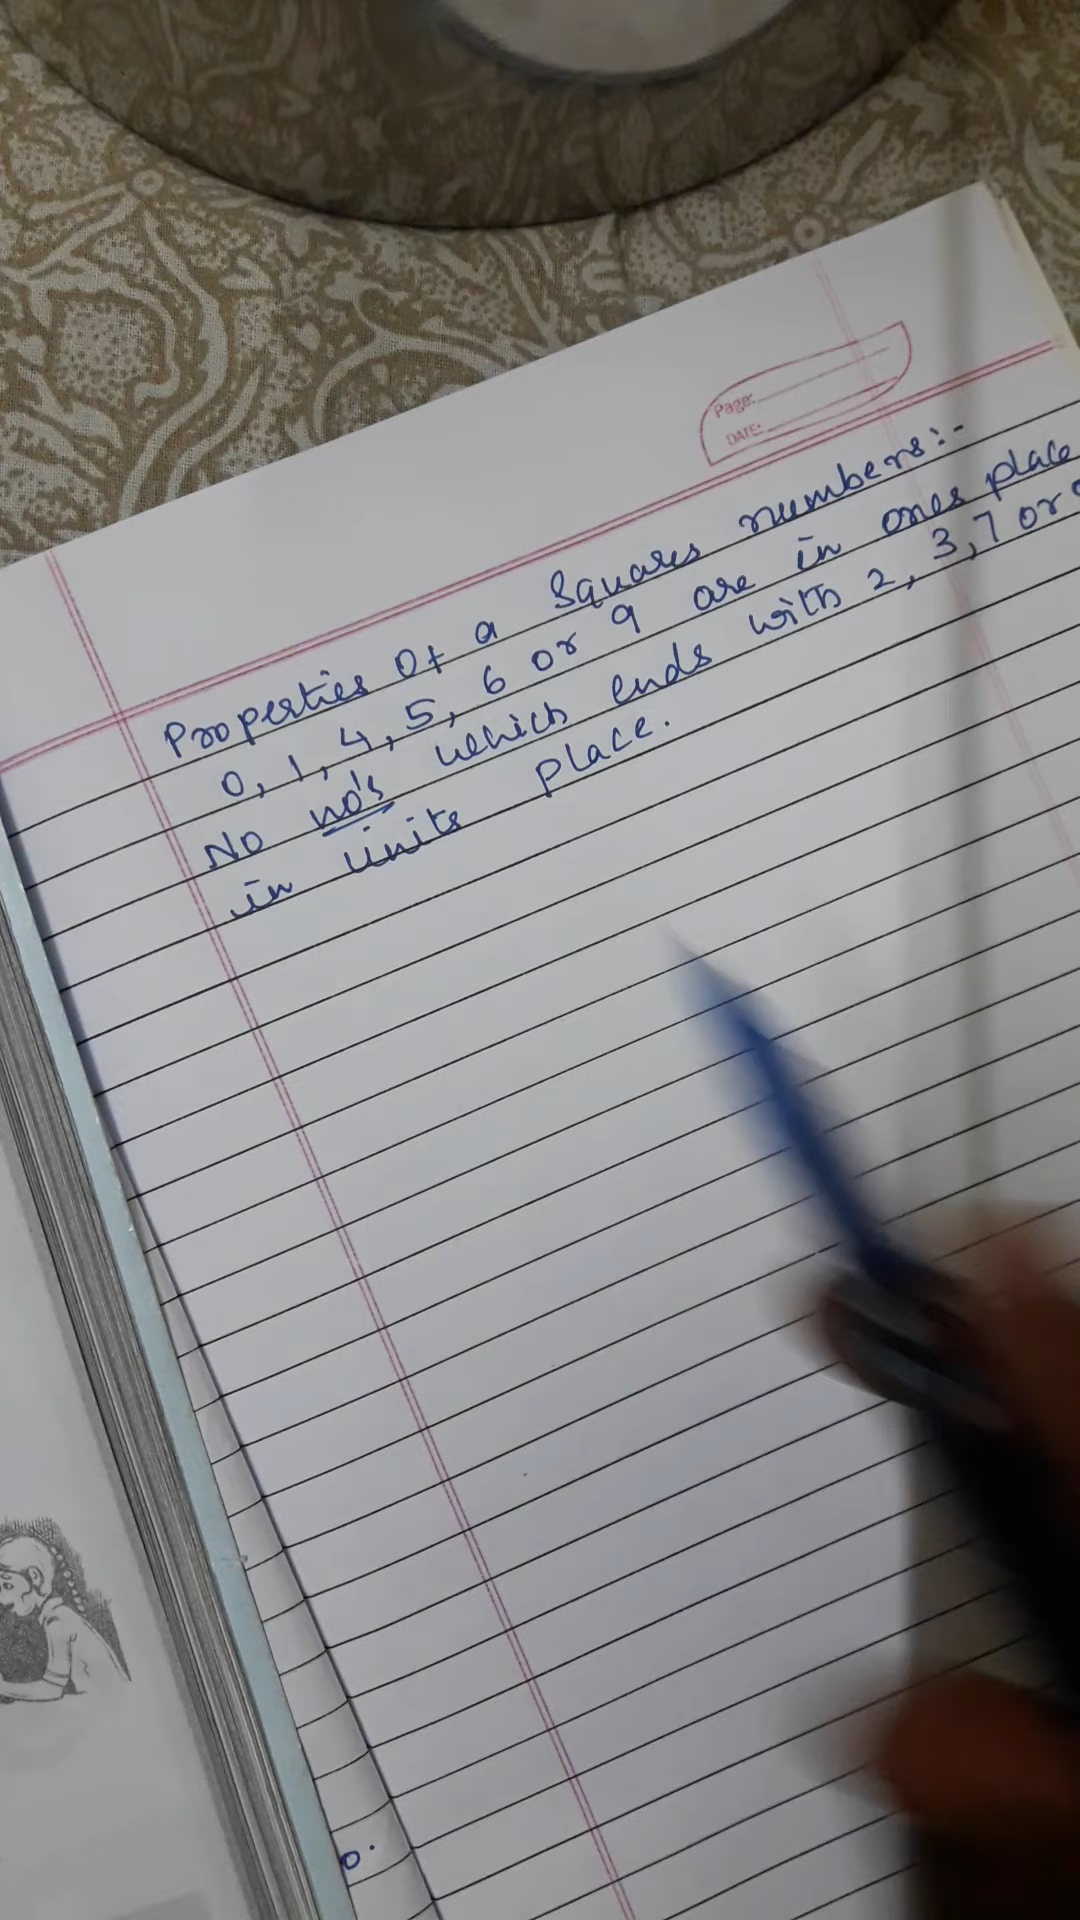 Page:
DATE:
Properties Of a Squares numbers:-
0, 1, 4, 5, 6 or 9 are in ones place
No no's which ends with 2, 3, 7 or
in units place.
0.